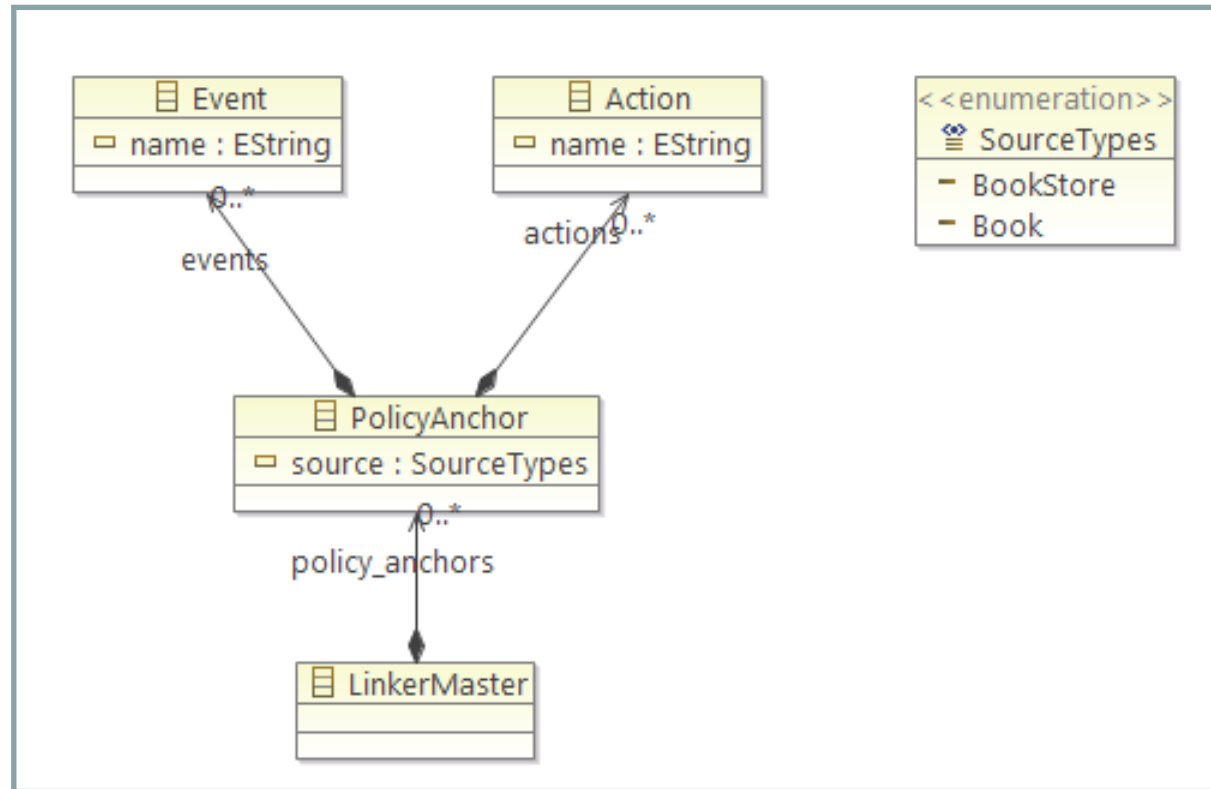 Event
name : EString
Action
name : EString
<<enumeration>>
SourceTypes
BookStore
Book
0..*
events
actions
0..*
PolicyAnchor
source : SourceTypes
0..*
policy_anchors
LinkerMaster